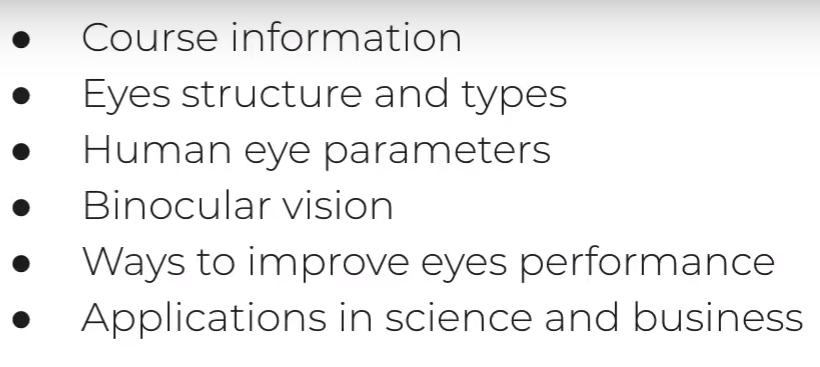 ● Course information
● Eyes structure and types
● Human eye parameters
● Binocular vision
● Ways to improve eyes performance
● Applications in science and business